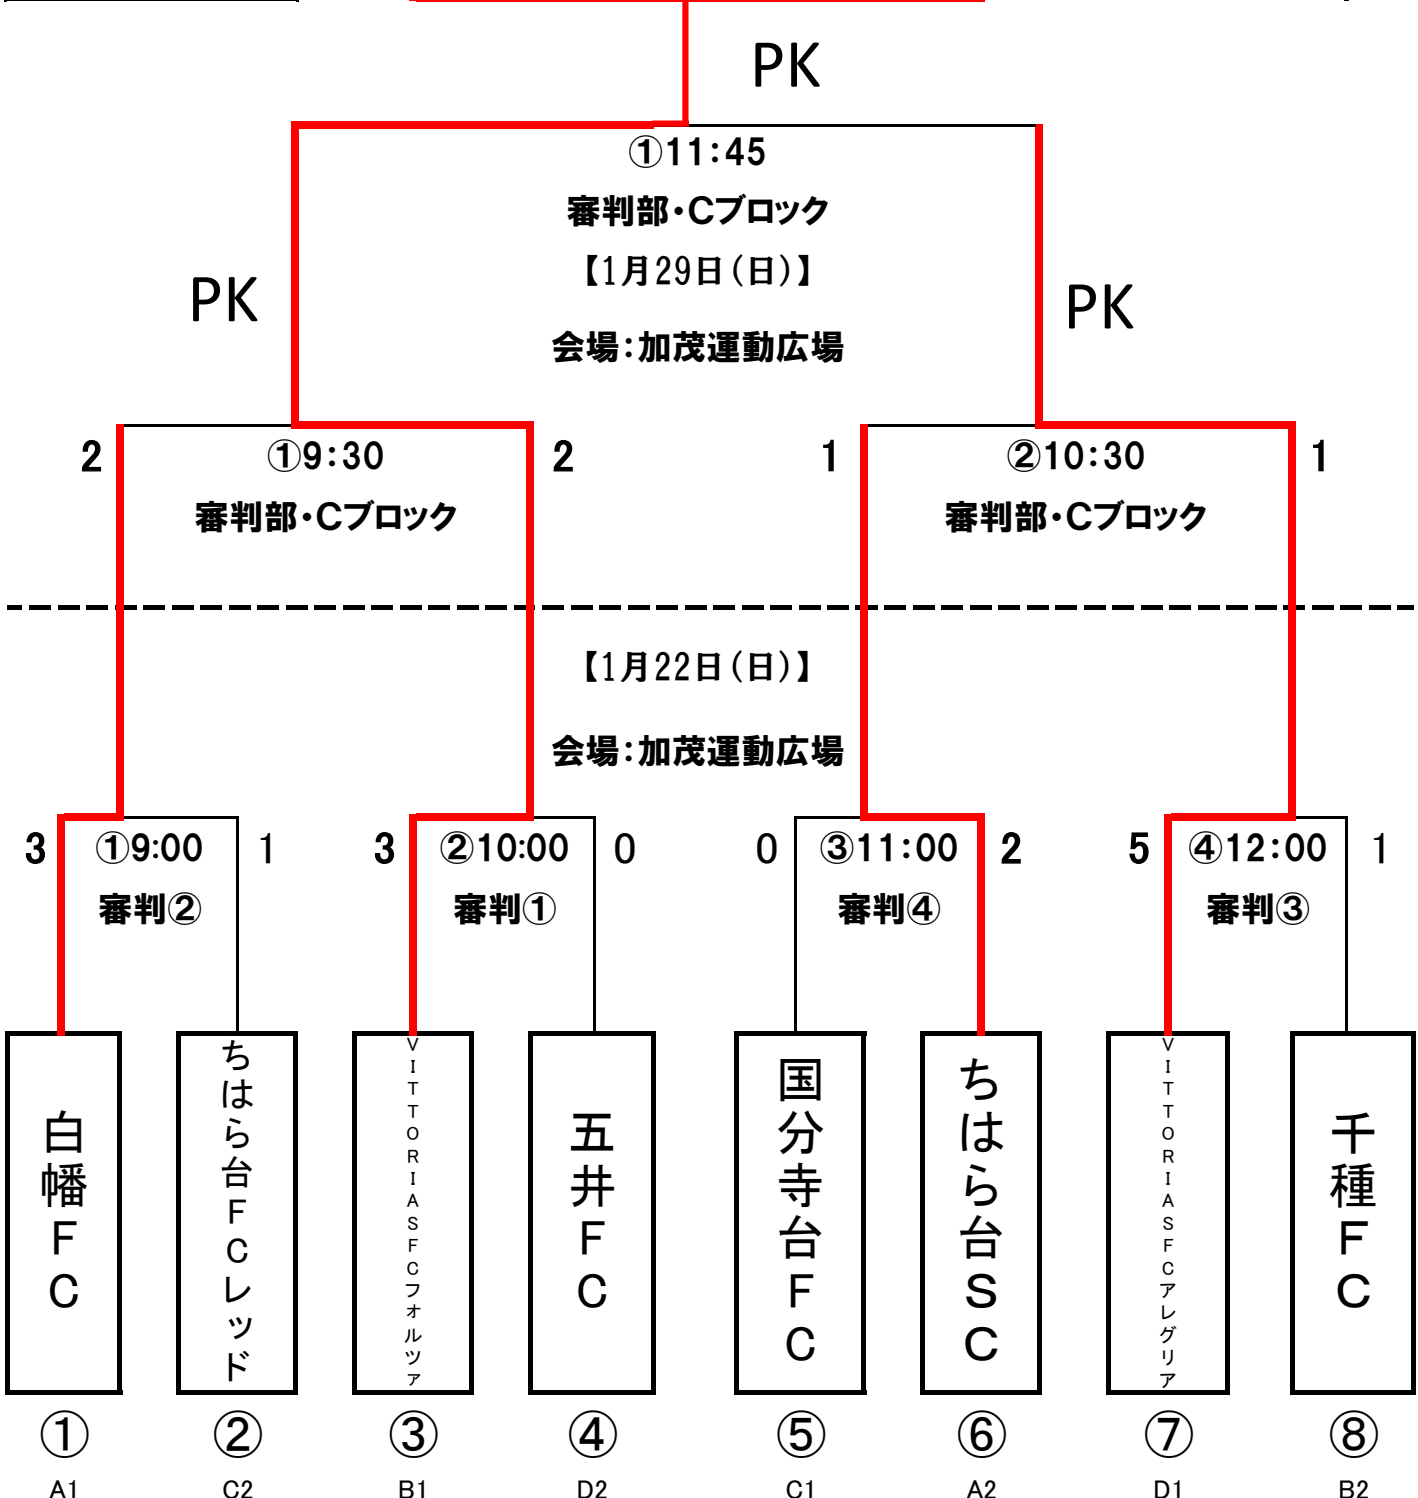 PK
①11:45
審判部・Cブロック
【1月29日(日)】
PK
PK
会場:加茂運動広場
2
①9:30
2
1
②10:30
1
審判部・Cブロック
審判部・Cブロック
【1月22日(日)】
会場:加茂運動広場
3
①9:00
1
3
②10:00
0
0
③11:00
2
5
④12:00
1
審判②
審判①
審判④
審判③
白幡FC
ちはら台FCレッド
VITTORIASFCフオルツァ
五井FC
国分寺台FC
ちはら台SC
VITTORIASFCアレグリア
千種FC
①
②
③
④
⑤
⑥
⑦
⑧
A1
C2
B1
D2
C1
A2
D1
B2